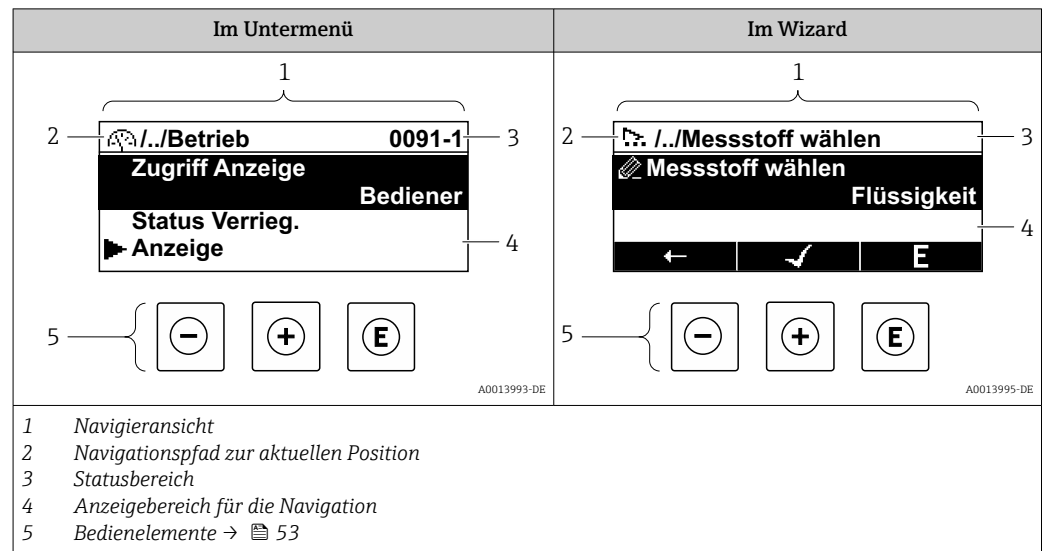 Im Untermenü
Im Wizard
1
2
/../Betrieb 0091-1
3
Zugriff Anzeige
Bediener
Status Verrieg.
Anzeige
4
5
- + E
A0013993-DE
1
2
/../Messstoff wählen
3
Messstoff wählen
Flüssigkeit
4
← ✓ E
5
- + E
A0013995-DE
1 Navigieransicht
2 Navigationspfad zur aktuellen Position
3 Statusbereich
4 Anzeigebereich für die Navigation
5 Bedienelemente → 53